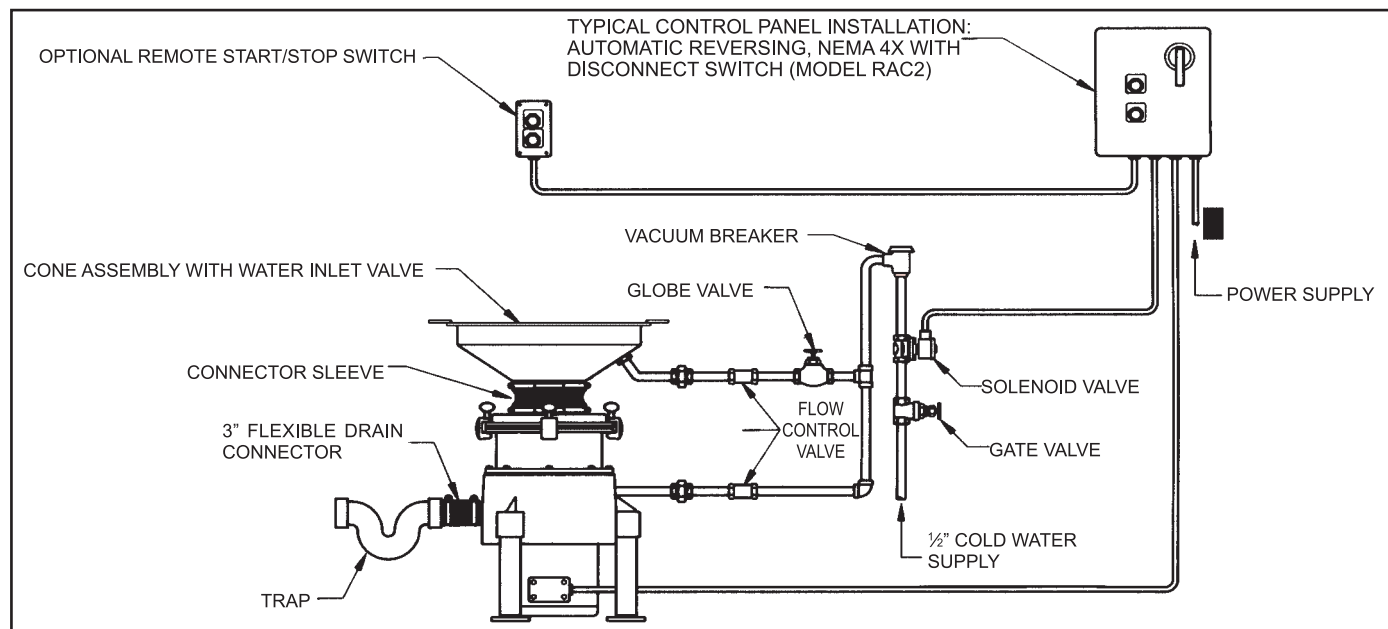 TYPICAL CONTROL PANEL INSTALLATION:
AUTOMATIC REVERSING, NEMA 4X WITH
DISCONNECT SWITCH (MODEL RAC2)
OPTIONAL REMOTE START/STOP SWITCH
VACUUM BREAKER
CONE ASSEMBLY WITH WATER INLET VALVE
GLOBE VALVE
POWER SUPPLY
CONNECTOR SLEEVE
SOLENOID VALVE
3” FLEXIBLE DRAIN
CONNECTOR
FLOW
CONTROL
VALVE
GATE VALVE
½” COLD WATER
SUPPLY
TRAP